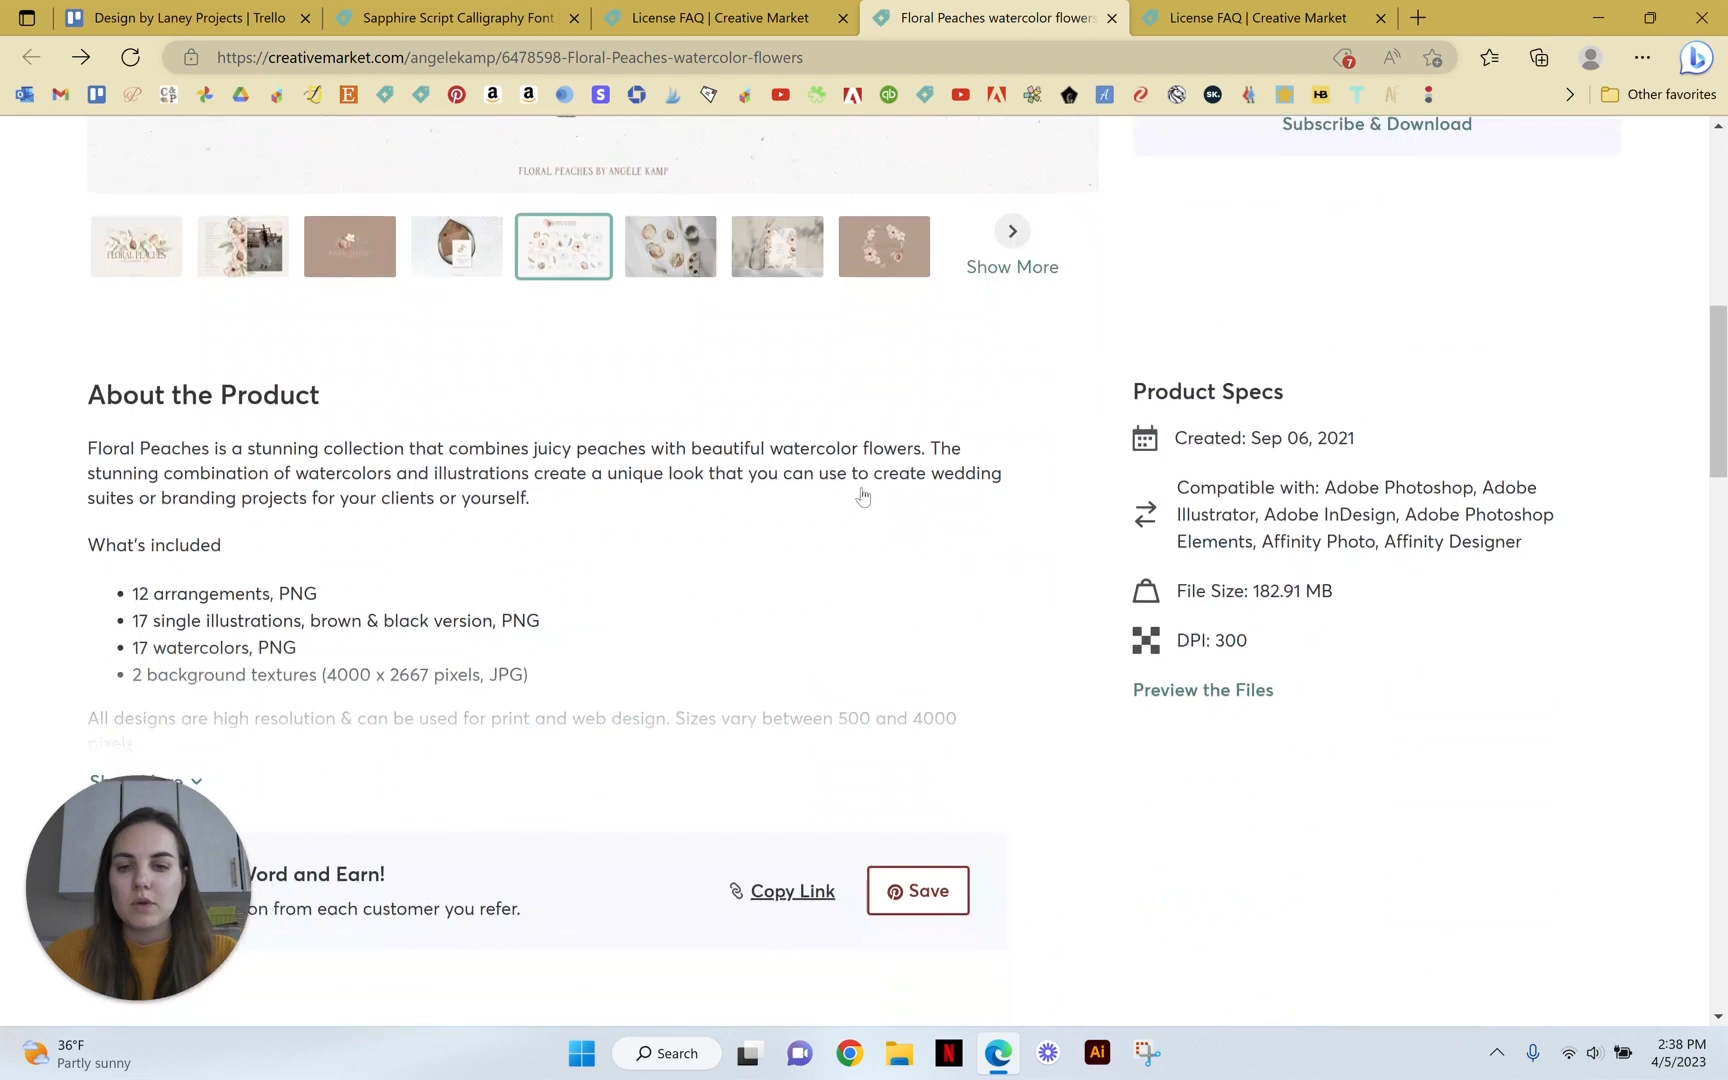 Design by Laney Projects | Trello
Sapphire Script Calligraphy Font
License FAQ | Creative Market
Floral Peaches watercolor flowers
License FAQ | Creative Market
https://creativemarket.com/angelekamp/6478598-Floral-Peaches-watercolor-flowers
7
Other favorites
Subscribe & Download
FLORAL PEACHES BY ANGELE KAMP
FLORAL PEACHES
Show More
About the Product
Floral Peaches is a stunning collection that combines juicy peaches with beautiful watercolor flowers. The
stunning combination of watercolors and illustrations create a unique look that you can use to create wedding
suites or branding projects for your clients or yourself.
What's included
• 12 arrangements, PNG
• 17 single illustrations, brown & black version, PNG
• 17 watercolors, PNG
• 2 background textures (4000 x 2667 pixels, JPG)
All designs are high resolution & can be used for print and web design. Sizes vary between 500 and 4000
pixels.
Product Specs
Created: Sep 06, 2021
Compatible with: Adobe Photoshop, Adobe
Illustrator, Adobe InDesign, Adobe Photoshop
Elements, Affinity Photo, Affinity Designer
File Size: 182.91 MB
DPI: 300
Preview the Files
Word and Earn!
on from each customer you refer.
Copy Link
Save
36°F
Partly sunny
Search
N
Ai
2:38 PM
4/5/2023